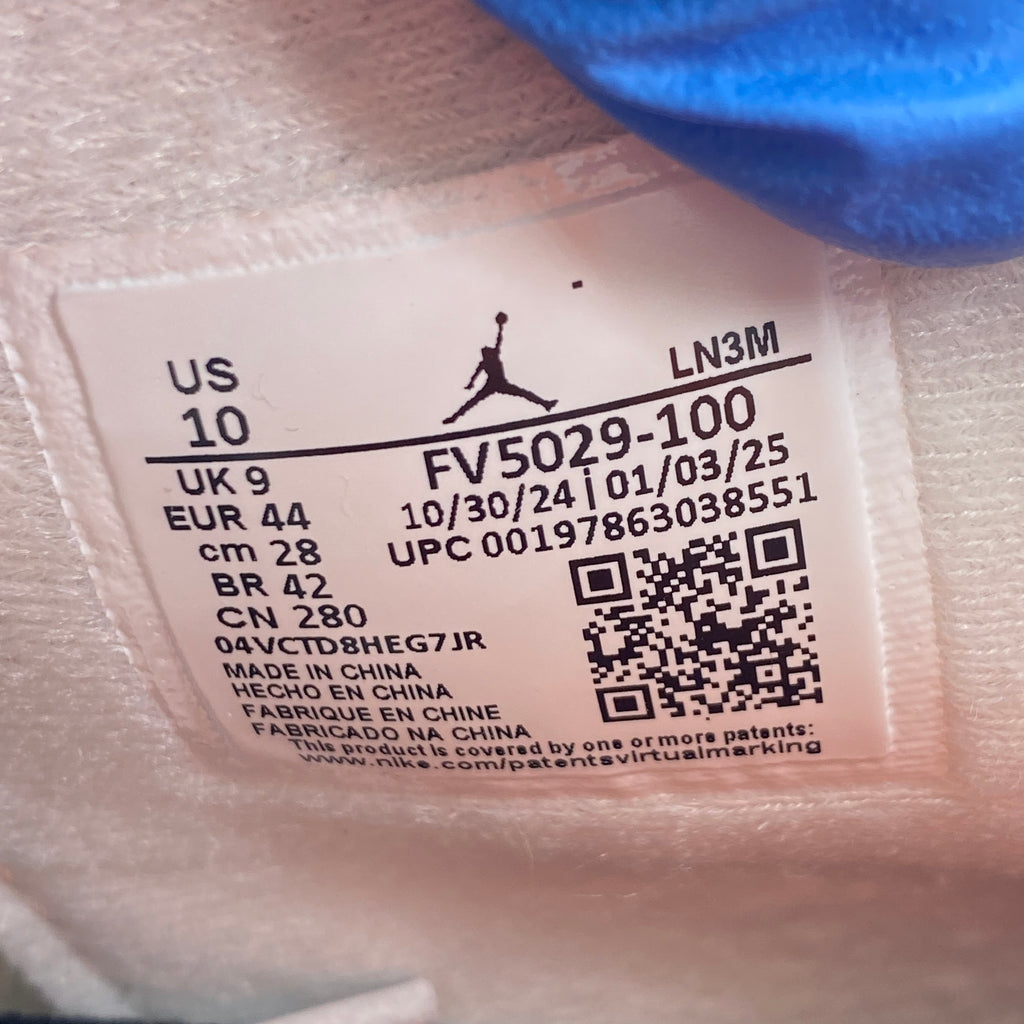 US
10
LN3M
FV5029-100
10/30/24 | 01/03/25
UPC 00197863038551
UK 9
EUR 44
cm 28
BR 42
CN 280
04VCTD8HEG7JR
MADE IN CHINA
HECHO EN CHINA
FABRIQUE EN CHINE
FABRICADO NA CHINA
This product is covered by one or more patents:
www.nike.com/patentsvirtualmarking